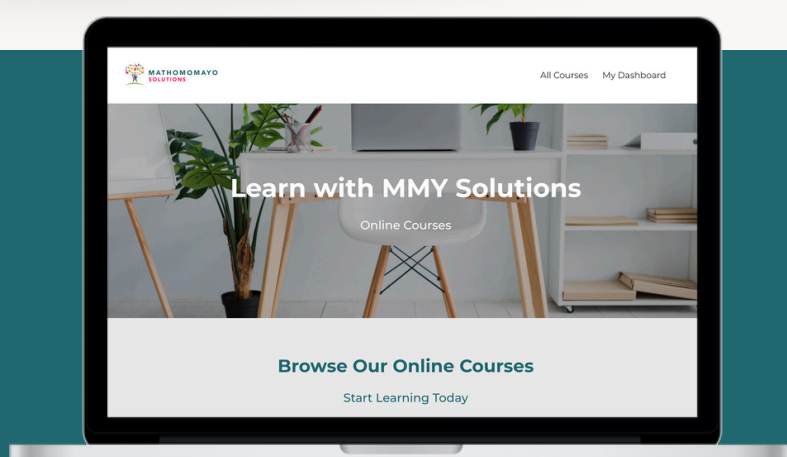 MATHOMOMAYO
SOLUTIONS
All Courses
My Dashboard
Learn with MMY Solutions
Online Courses
Browse Our Online Courses
Start Learning Today